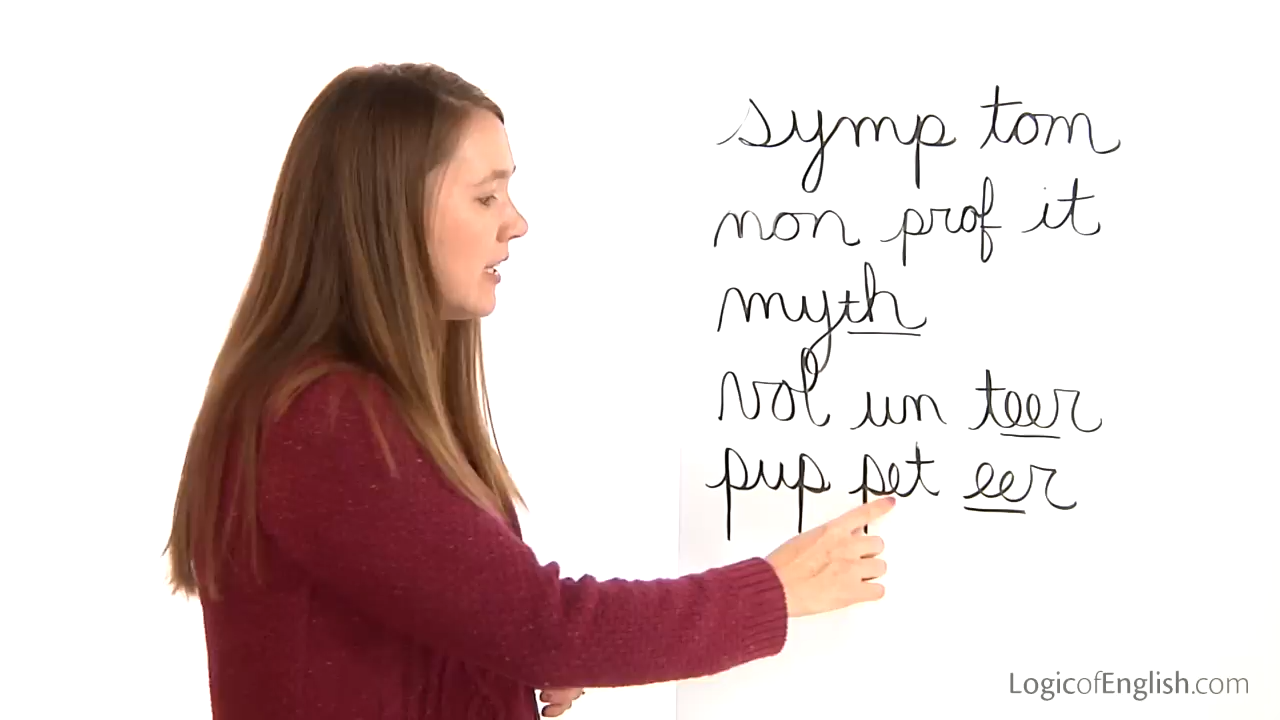 symp tom
non prof it
myth
vol un teer
pup pet eer
LogicofEnglish.com